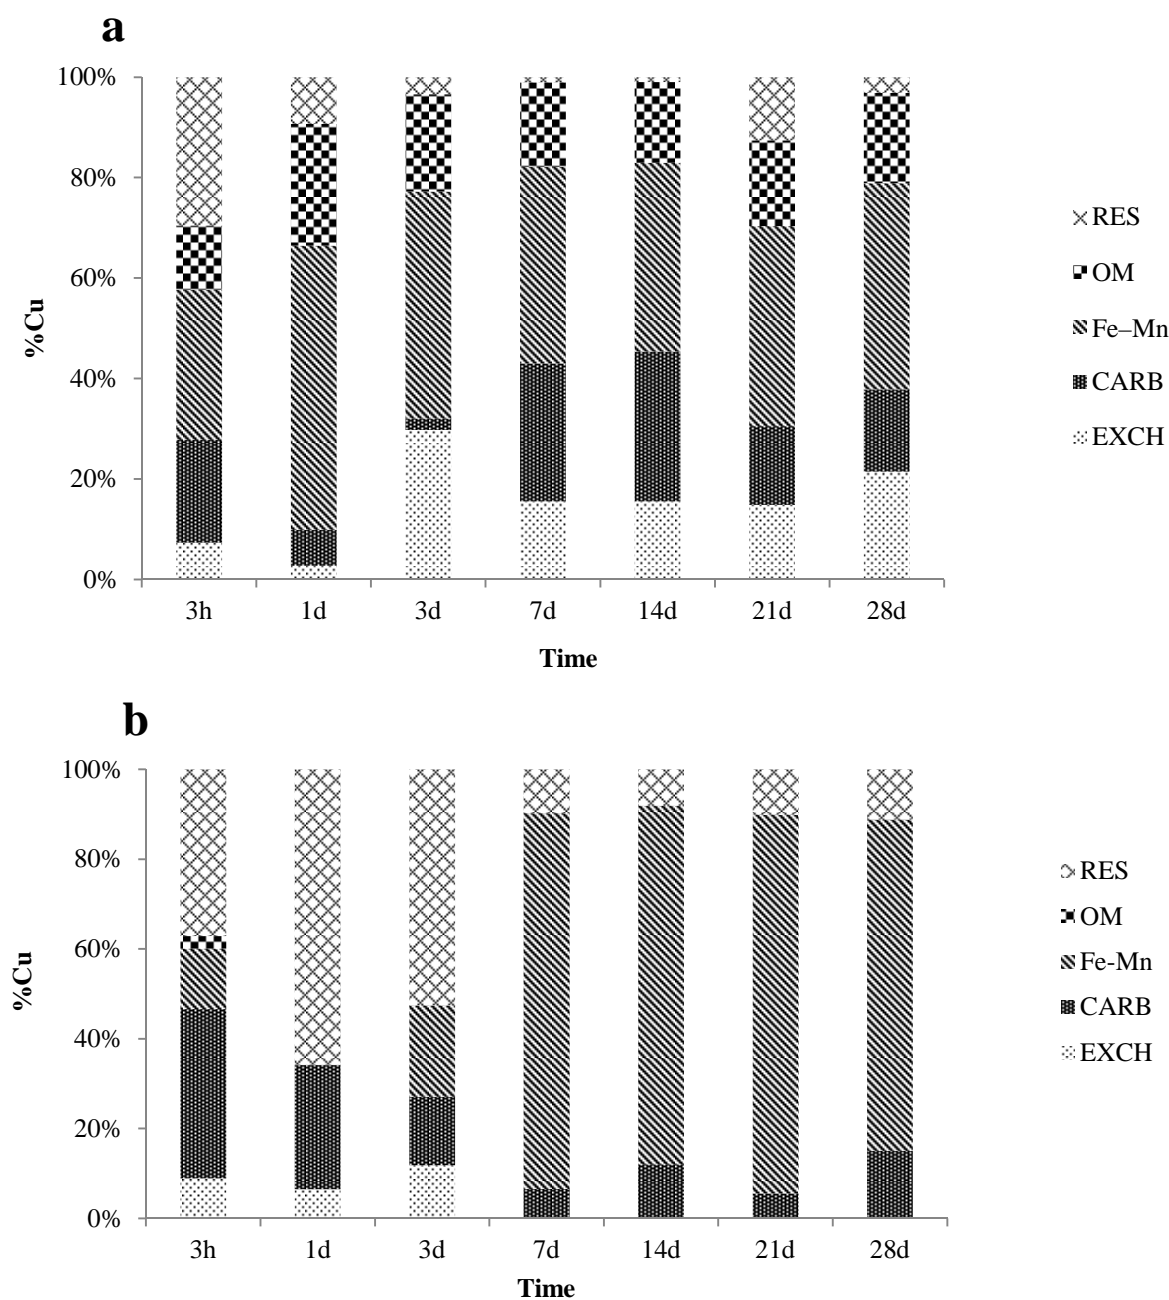 a
100%
80%
60%
40%
20%
0%
%Cu
3h 1d 3d 7d 14d 21d 28d
Time
RES
OM
Fe–Mn
CARB
EXCH
b
100%
80%
60%
40%
20%
0%
%Cu
3h 1d 3d 7d 14d 21d 28d
Time
RES
OM
Fe-Mn
CARB
EXCH